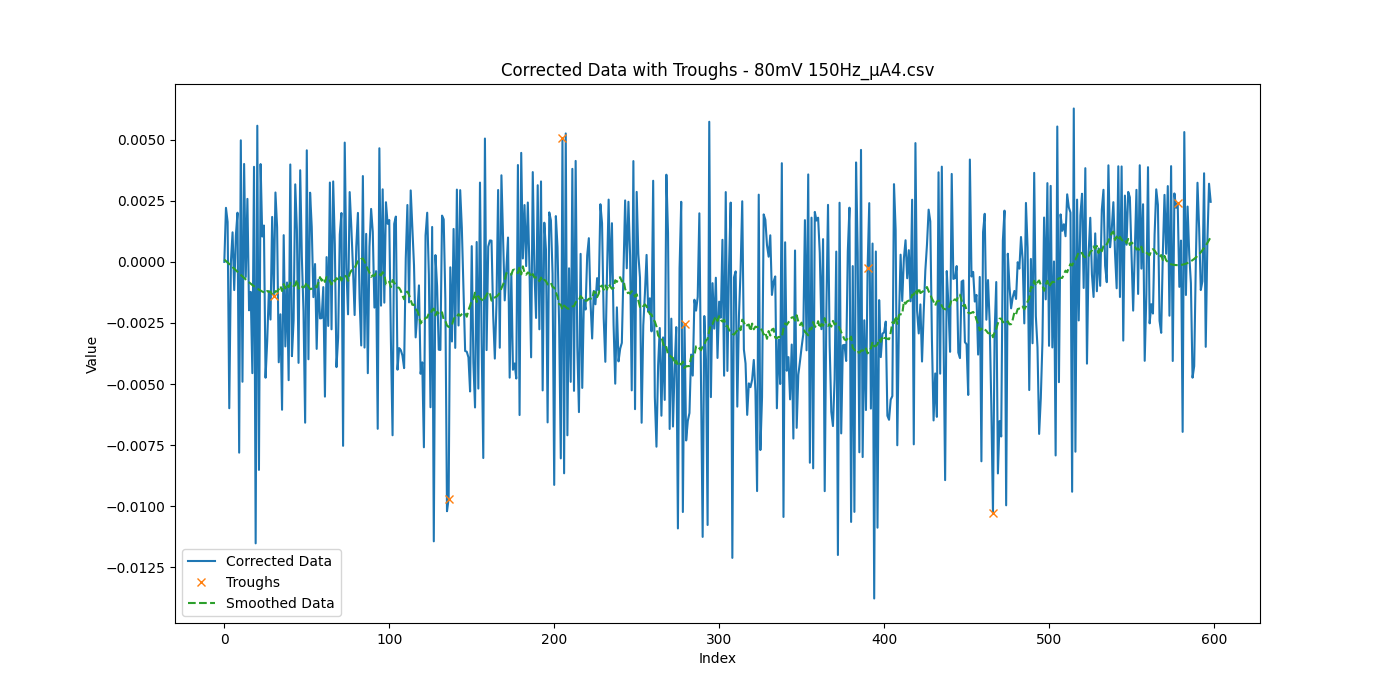 Corrected Data with Troughs - 80mV 150Hz_µA4.csv
0.0050
0.0025
0.0000
−0.0025
−0.0050
−0.0075
−0.0100
−0.0125
Value
Corrected Data
Troughs
Smoothed Data
0 100 200 300 400 500 600
Index